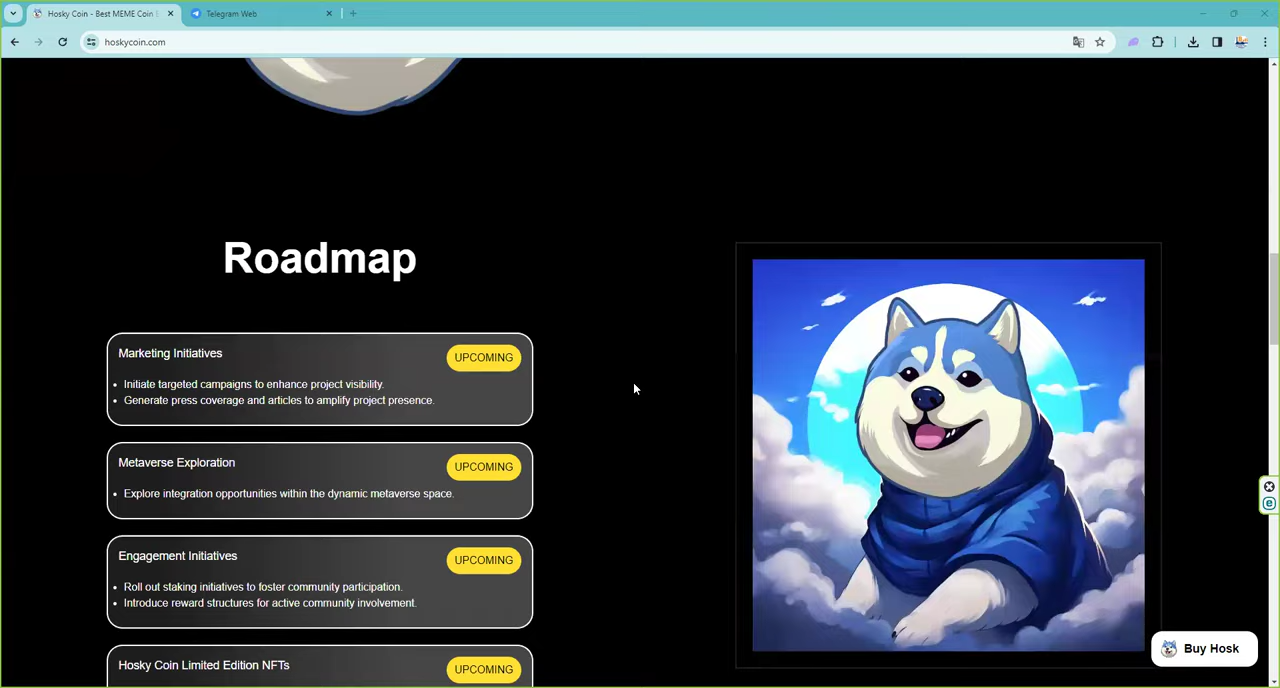 Hosky Coin - Best MEME Coin
Telegram Web
hoskycoin.com
Roadmap
Marketing Initiatives
UPCOMING
Initiate targeted campaigns to enhance project visibility.
Generate press coverage and articles to amplify project presence.
Metaverse Exploration
UPCOMING
Explore integration opportunities within the dynamic metaverse space.
Engagement Initiatives
UPCOMING
Roll out staking initiatives to foster community participation.
Introduce reward structures for active community involvement.
Hosky Coin Limited Edition NFTs
UPCOMING
Buy Hosk